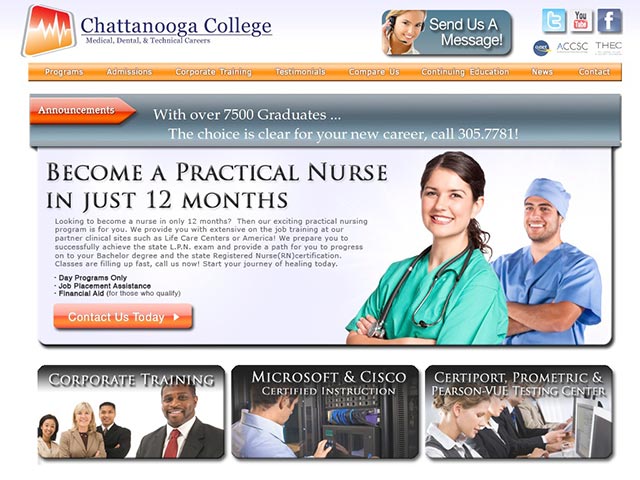 Chattanooga College
Medical, Dental, & Technical Careers
Send Us A
Message!
You
Tube
ACCSC
THEC
Programs Admissions Corporate Training Testimonials Compare Us Continuing Education News Contact
Announcements
With over 7500 Graduates ...
The choice is clear for your new career, call 305.7781!
Become a Practical Nurse
in just 12 months
Looking to become a nurse in only 12 months? Then our exciting practical nursing
program is for you. We provide you with extensive on the job training at our
partner clinical sites such as Life Care Centers or America! We prepare you to
successfully achieve the state L.P.N. exam and provide a path for you to progress
on to your Bachelor degree and the state Registered Nurse(RN)certification.
Classes are filling up fast, call us now! Start your journey of healing today.
· Day Programs Only
· Job Placement Assistance
· Financial Aid (for those who qualify)
Contact Us Today
Corporate Training
Microsoft & Cisco
Certified Instruction
Certiport, Prometric &
Pearson-VUE Testing Center